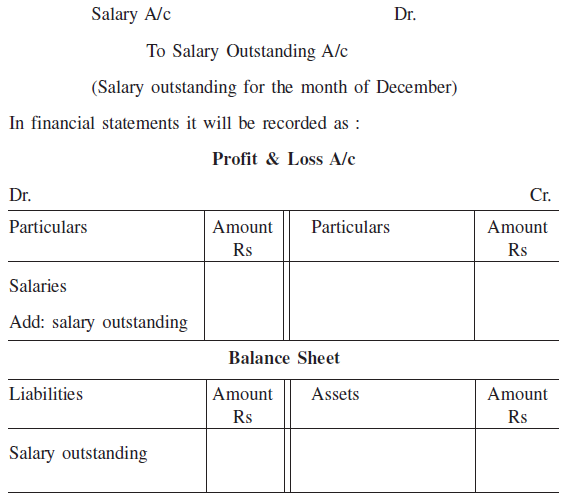 Salary A/c Dr.
To Salary Outstanding A/c
(Salary outstanding for the month of December)
In financial statements it will be recorded as :
Profit & Loss A/c
Dr. Cr.
Particulars Amount Particulars Amount
Rs Rs
Salaries
Add: salary outstanding
Balance Sheet
Liabilities Amount Assets Amount
Rs Rs
Salary outstanding